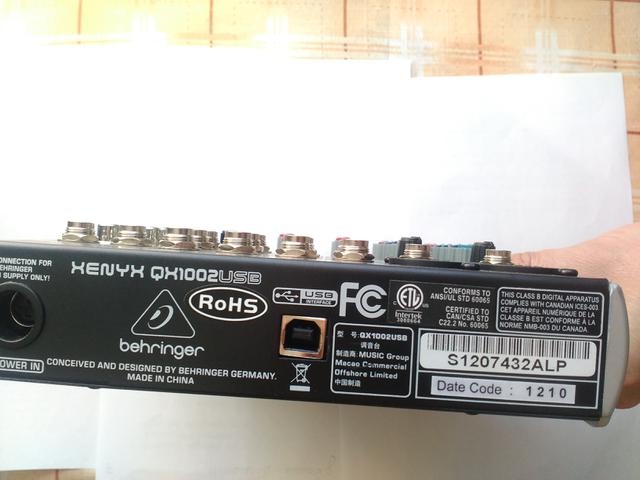 CONNECTION FOR
BEHRINGER
SUPPLY ONLY!
POWER IN
XENYX QX1002USB
behringer
CONCEIVED AND DESIGNED BY BEHRINGER GERMANY.
MADE IN CHINA
RoHS
USB
INTERFACE
FC
ETL
Intertek
3080664
CONFORMS TO
ANSI/UL STD 60065
CERTIFIED TO
CAN/CSA STD
C22.2 No. 60065
THIS CLASS B DIGITAL APPARATUS
COMPLIES WITH CANADIAN ICES-003
CET APPAREIL NUMÉRIQUE DE LA
CLASSE B EST CONFORME À LA
NORME NMB-003 DU CANADA
型 号: QX1002USB
调音台
制造商: MUSIC Group
Macao Commercial
Offshore Limited
中国制造
S1207432ALP
Date Code : 1210